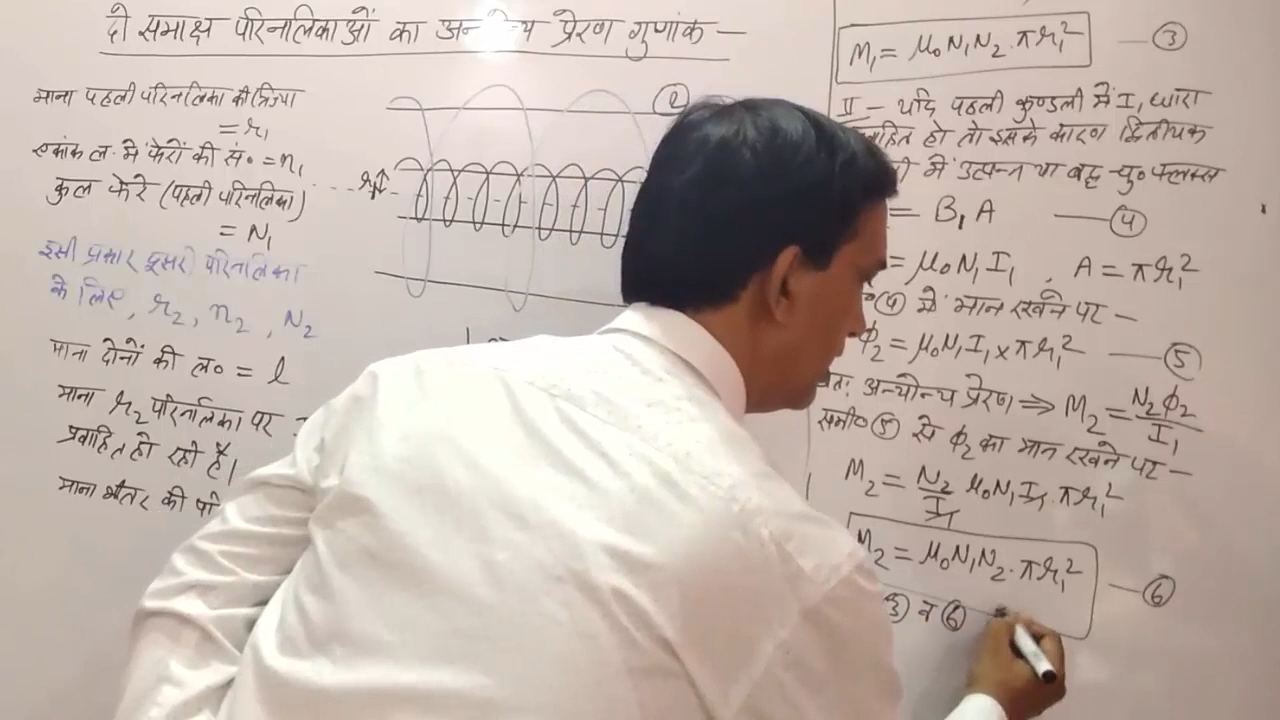 दो समाक्ष परिनालिकाओं का अन्योन्य प्रेरण गुणांक —
माना पहली परिनलिका की त्रिज्या
= r₁
एकांक ल॰ में फेरों की सं॰ = n₁
कुल फेरे (पहली परिनलिका)
= N₁
इसी प्रकार दूसरी परिनलिका
के लिए, r₂, n₂, N₂
माना दोनों की ल॰ = l
माना r₂ परिनलिका पर
प्रवाहित हो रही है।
माना भीतर की परि
r₁
M₁ = μ₀N₁N₂.πr₁² — ③
II – यदि पहली कुण्डली में I₁ धारा
हित हो तो इसके कारण द्वितीयक
में उत्पन्न या बद्ध चु॰ फ्लक्स
= B₁A — ④
= μ₀N₁I₁ , A = πr₁²
④ में मान रखने पर –
ϕ₂ = μ₀N₁I₁×πr₁² — ⑤
अतः अन्योन्य प्रेरण ⇒ M₂ = N₂ϕ₂/I₁
समी॰ ⑤ से ϕ₂ का मान रखने पर –
M₂ = N₂/I₁ μ₀N₁I₁.πr₁²
M₂ = μ₀N₁N₂.πr₁² — ⑥
③ व ⑥